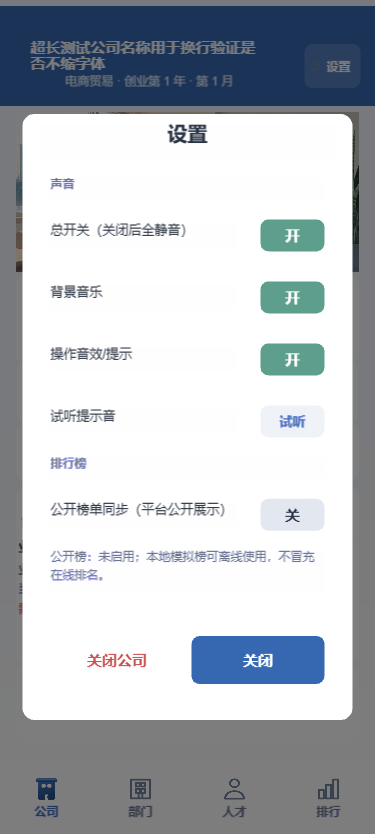 超长测试公司名称用于换行验证是
否不缩字体
电商贸易 · 创业第 1 年 · 第 1 月
设置
设置
声音
总开关（关闭后全静音）
开
背景音乐
开
操作音效/提示
开
试听提示音
试听
排行榜
公开榜单同步（平台公开展示）
关
公开榜：未启用；本地模拟榜可离线使用，不冒充
在线排名。
关闭公司
关闭
公司
部门
人才
排行